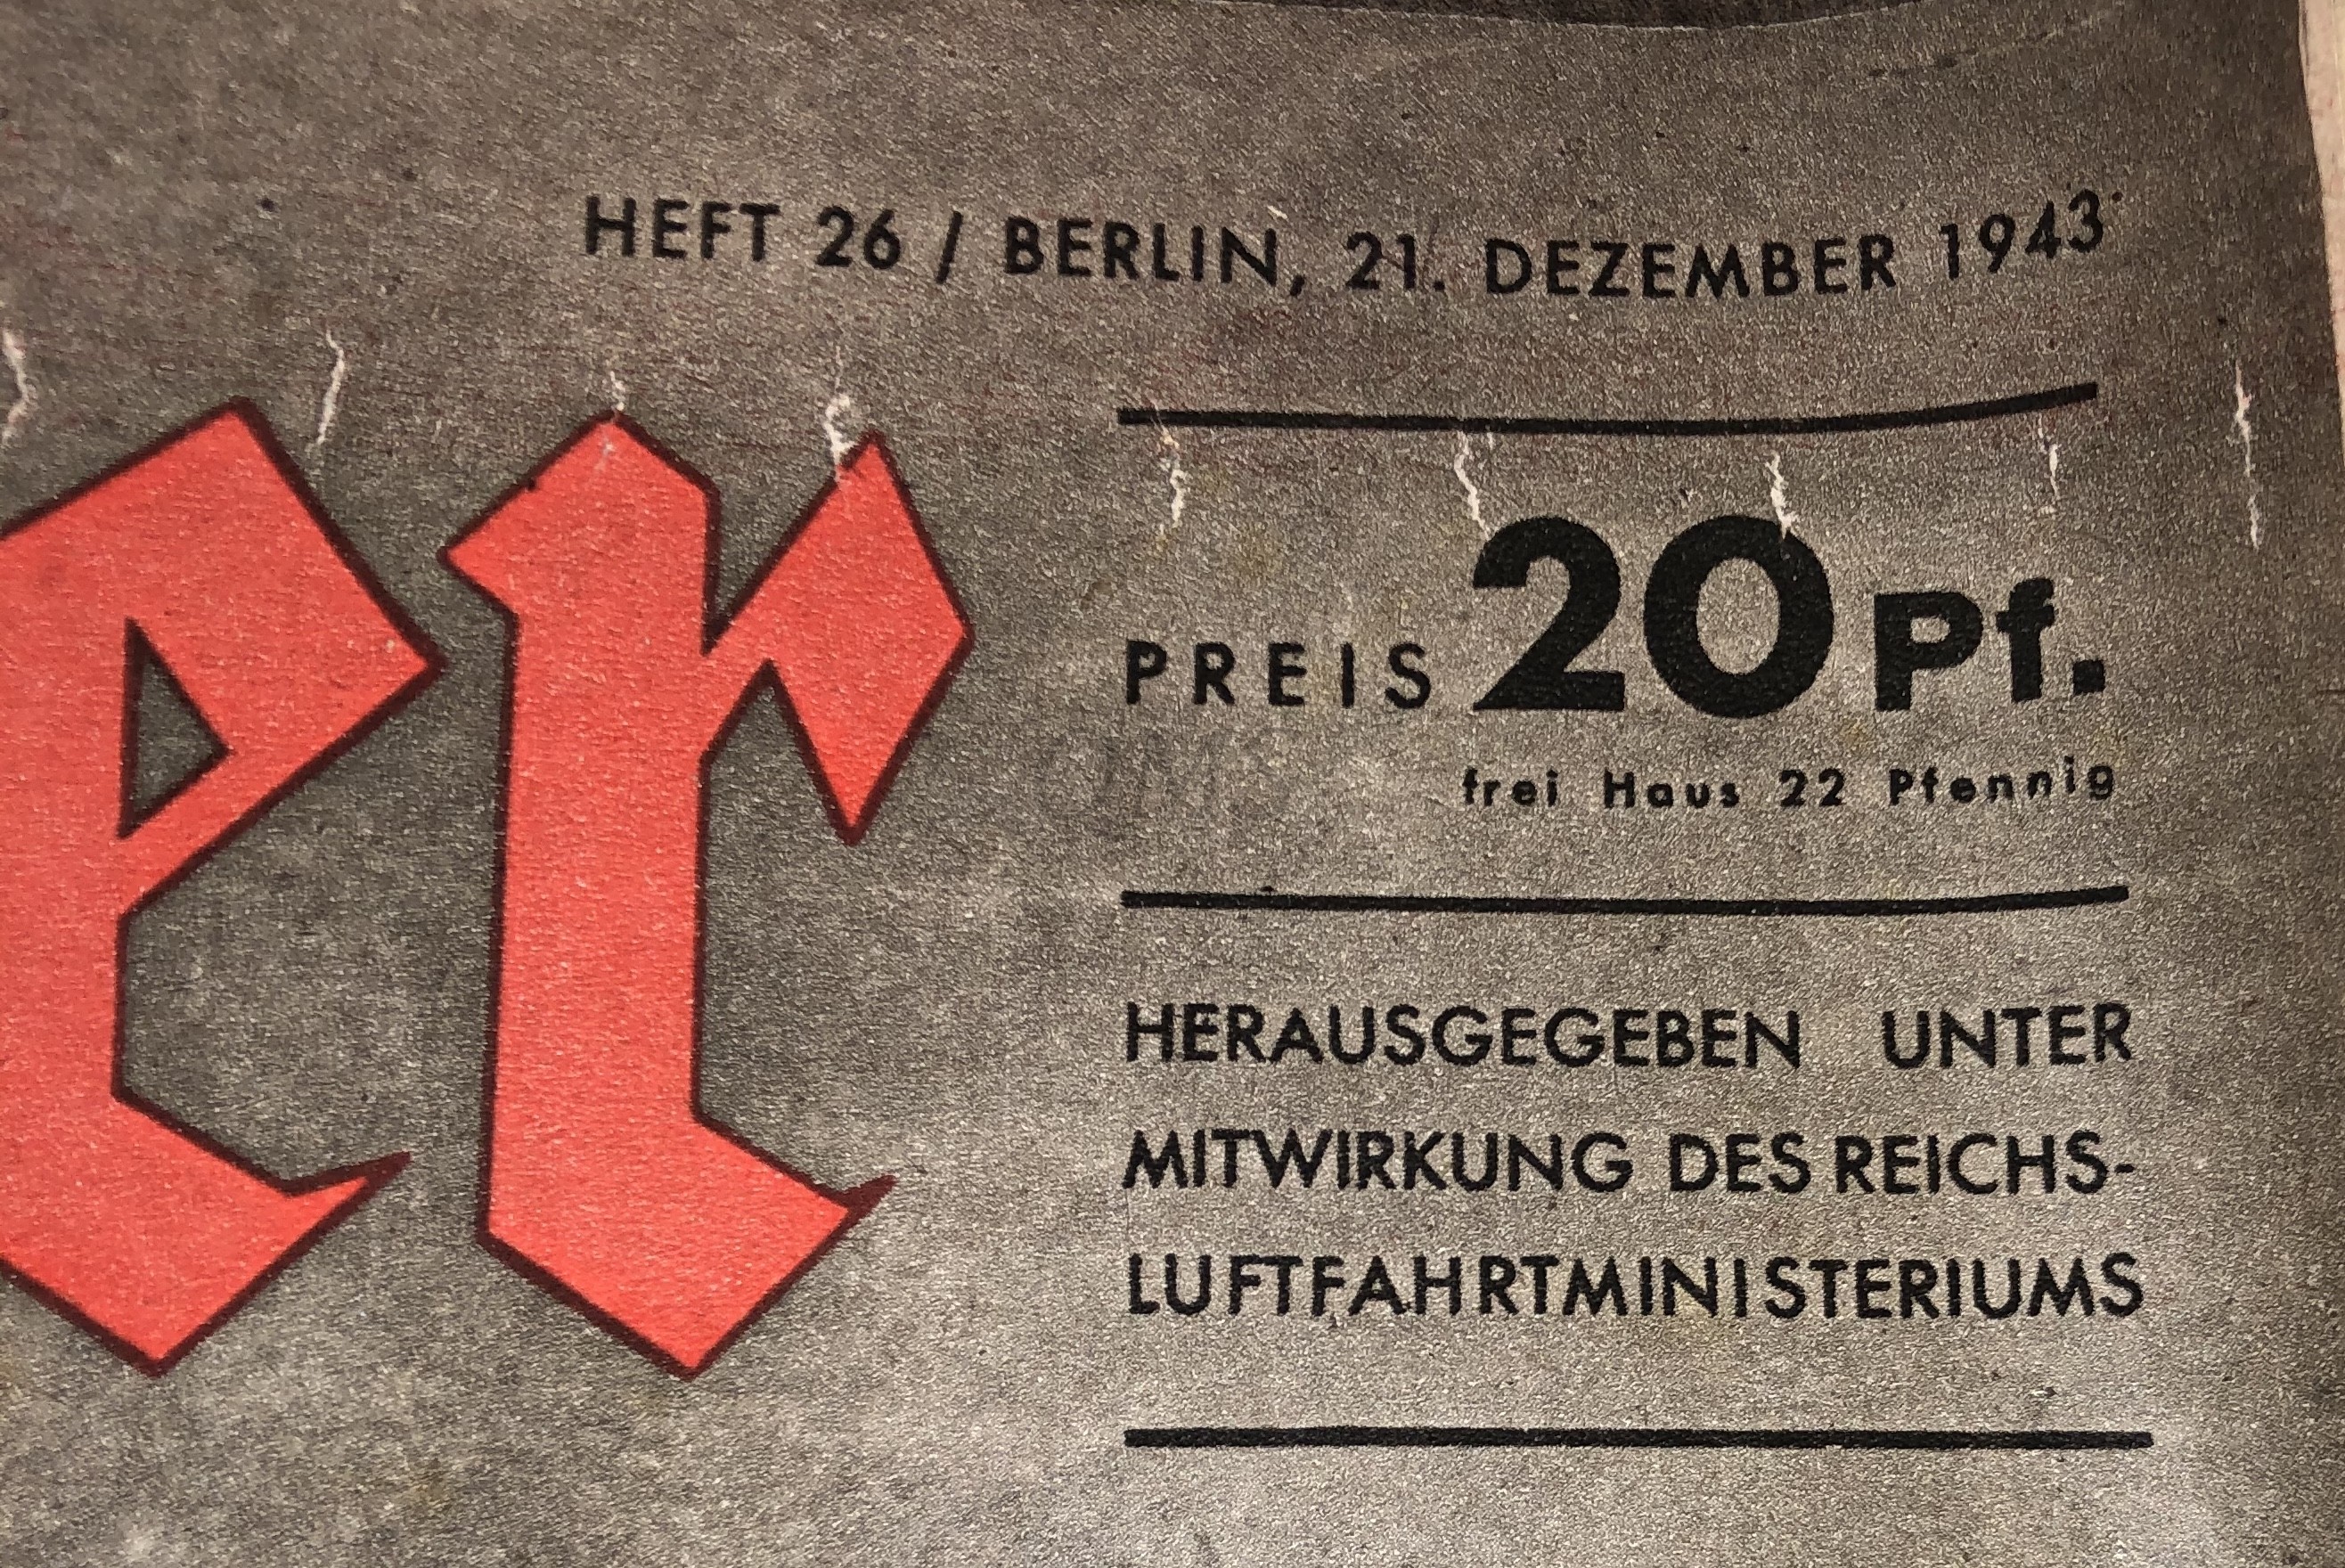 HEFT 26 / BERLIN, 21. DEZEMBER 1943
er
PREIS 20 Pf.
frei Haus 22 Pfennig
HERAUSGEGEBEN UNTER
MITWIRKUNG DES REICHS-
LUFTFAHRTMINISTERIUMS